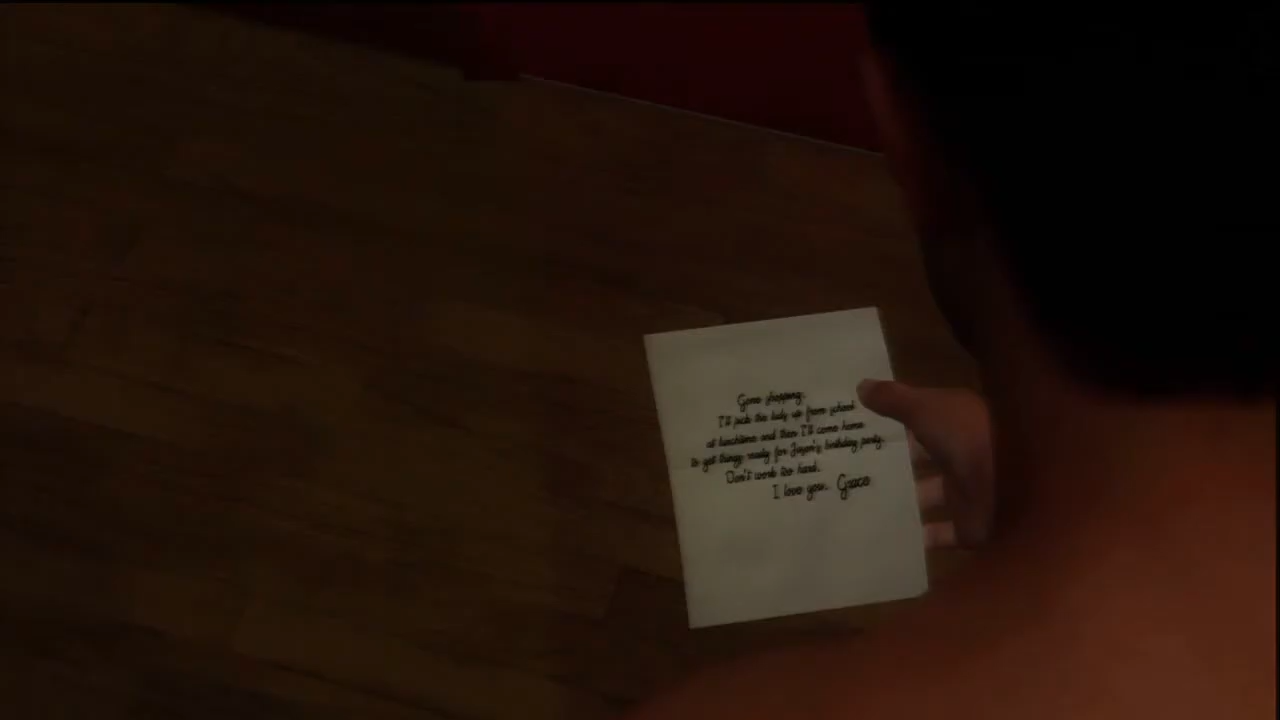 Gone shopping.
I'll pick the kids up from school
at lunchtime and then I'll come home
to get things ready for Jason's birthday party.
Don't work too hard.
I love you. Grace